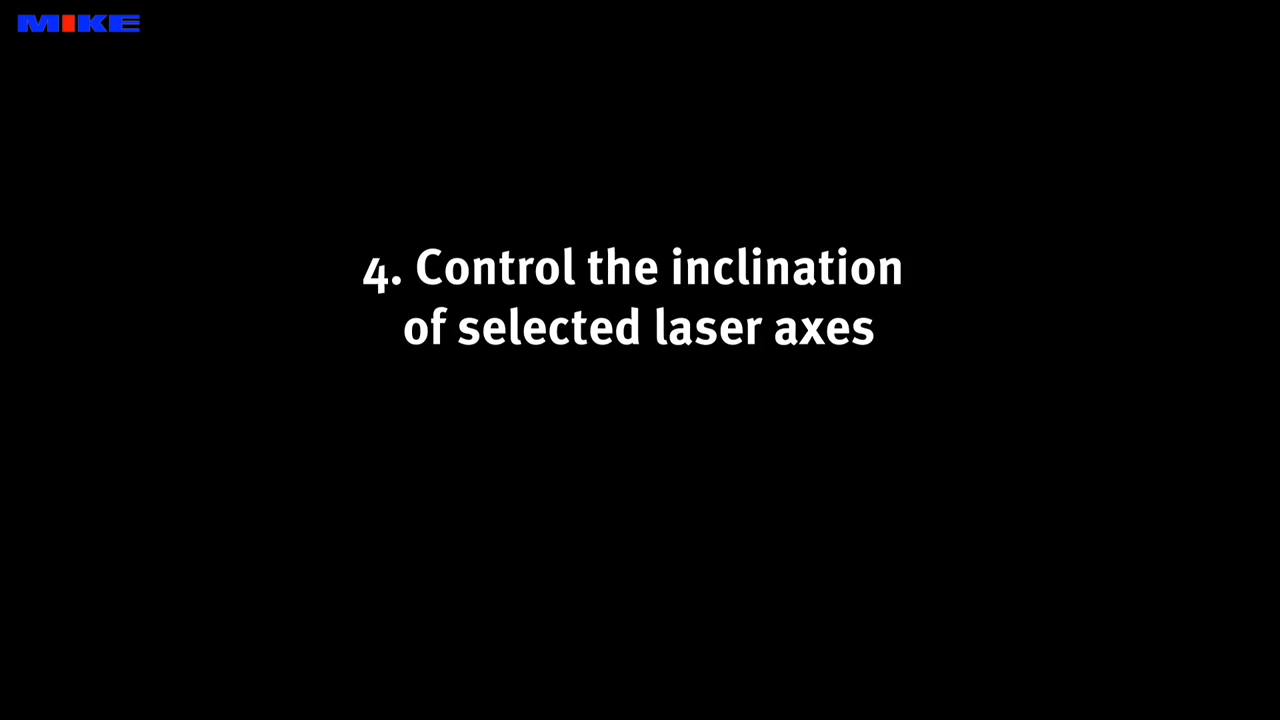 MIKE
4. Control the inclination
of selected laser axes